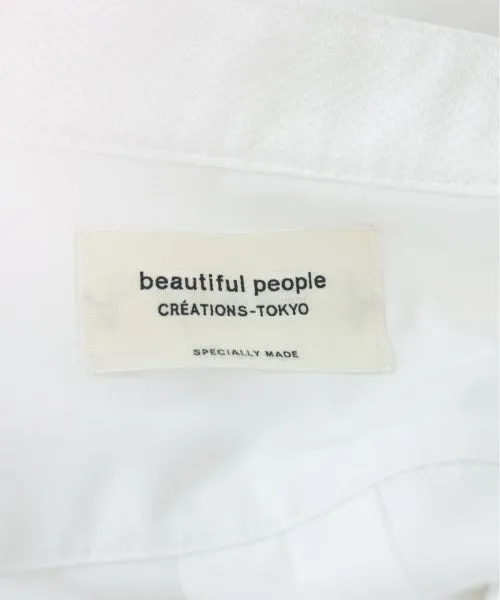 beautiful people
CRÉATIONS-TOKYO
SPECIALLY MADE